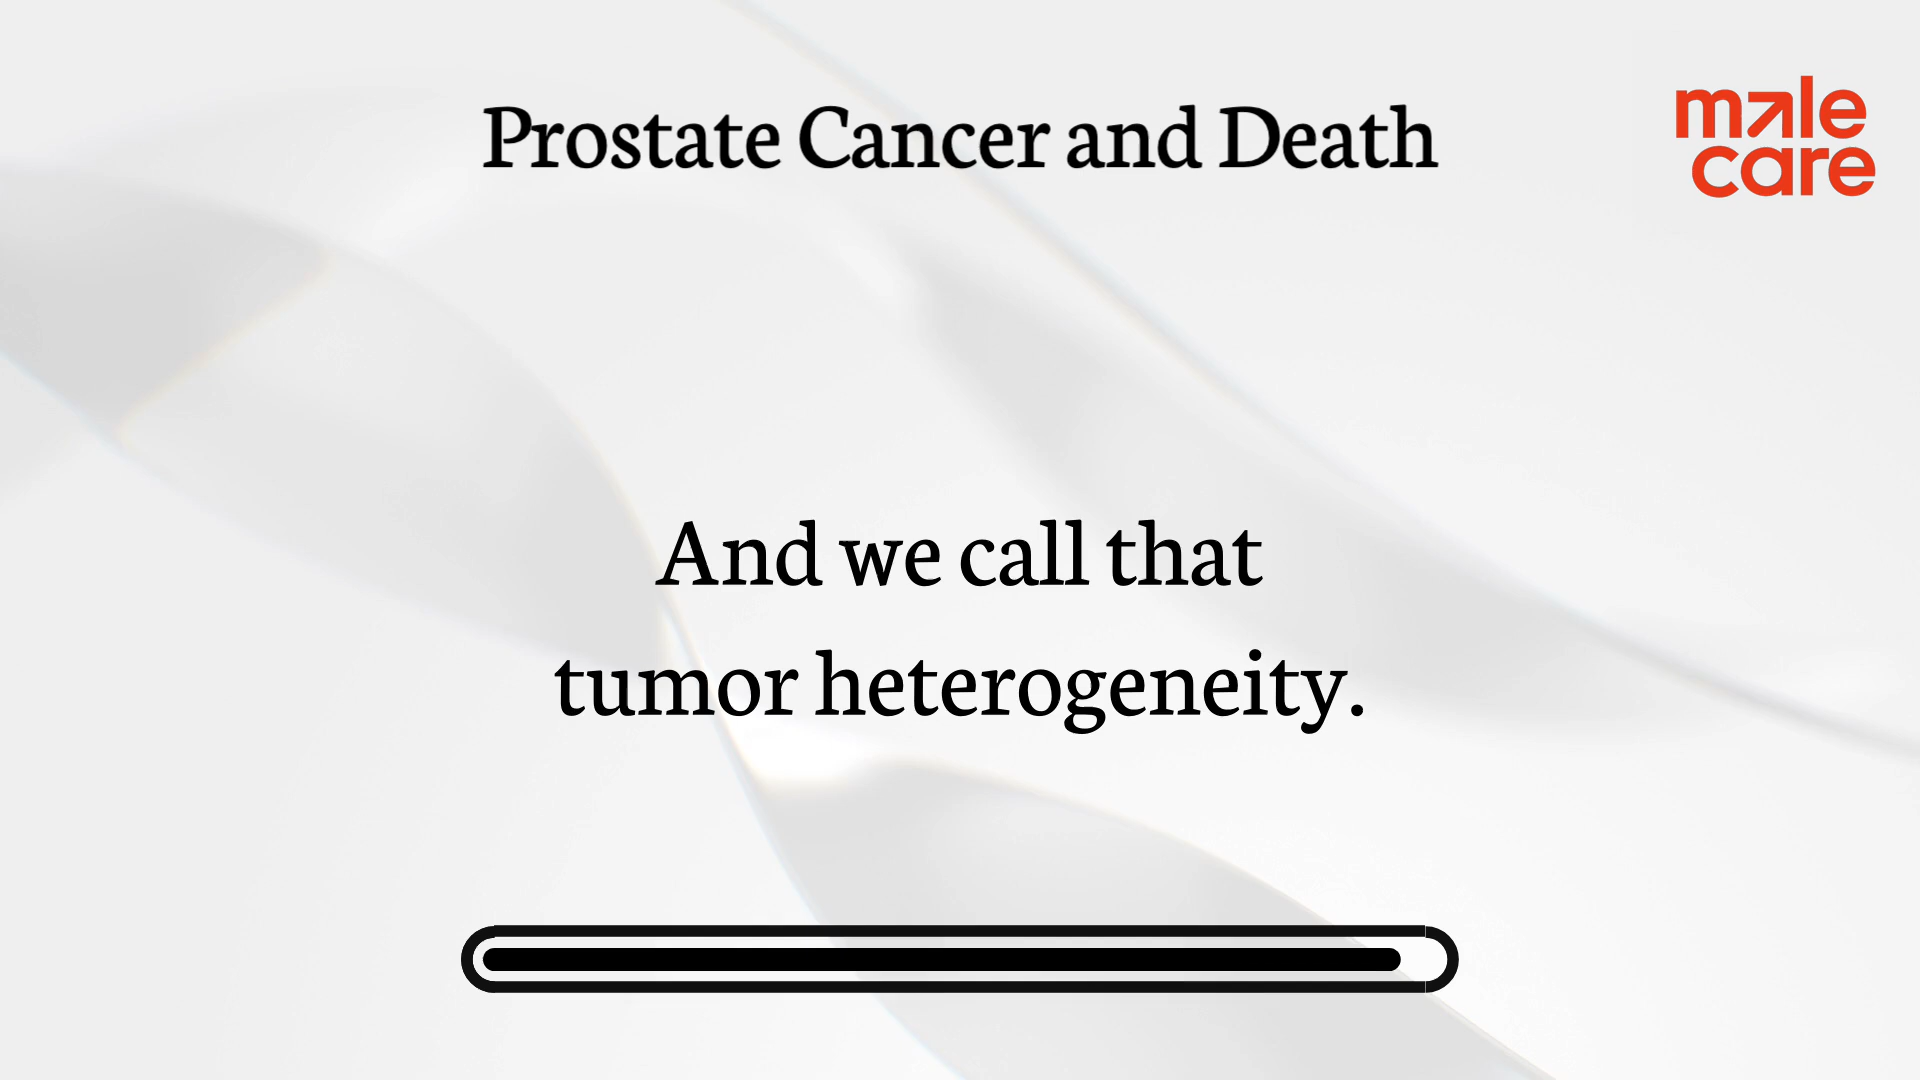 Prostate Cancer and Death
male
care
And we call that
tumor heterogeneity.